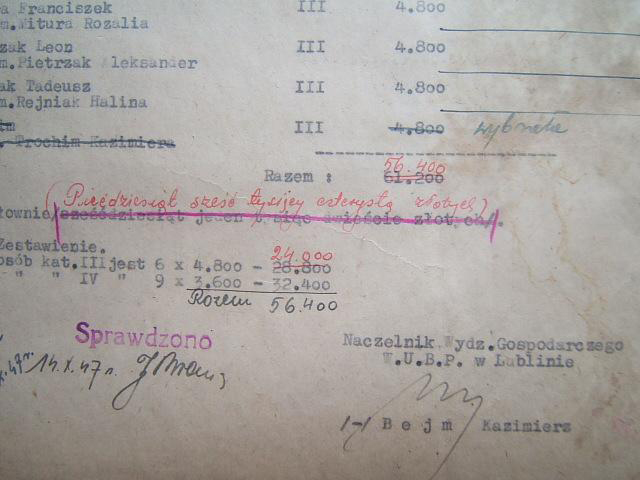 a Franciszek III 4.800
m.Mitura Rozalia
zak Leon III 4.800
m.Pietrzak Aleksander
ak Tadeusz III 4.800
m.Rejniak Halina
III 4.800 wybrała
Prochim Kazimiera
56.400
Razem : 61.200
(Pięćdziesiąt sześć tysięcy czterysta złotych)
łownie/sześćdziesiąt jeden tysiąc dwieście złotych/.
Zestawienie.
24.000
osób kat.III jest 6 x 4.800 - 28.800
" " IV " 9 x 3.600 - 32.400
Razem 56.400
Sprawdzono
14.X.47r.
Naczelnik Wydz.Gospodarczego
W.U.B.P. w Lublinie
/-/ Bejm Kazimierz